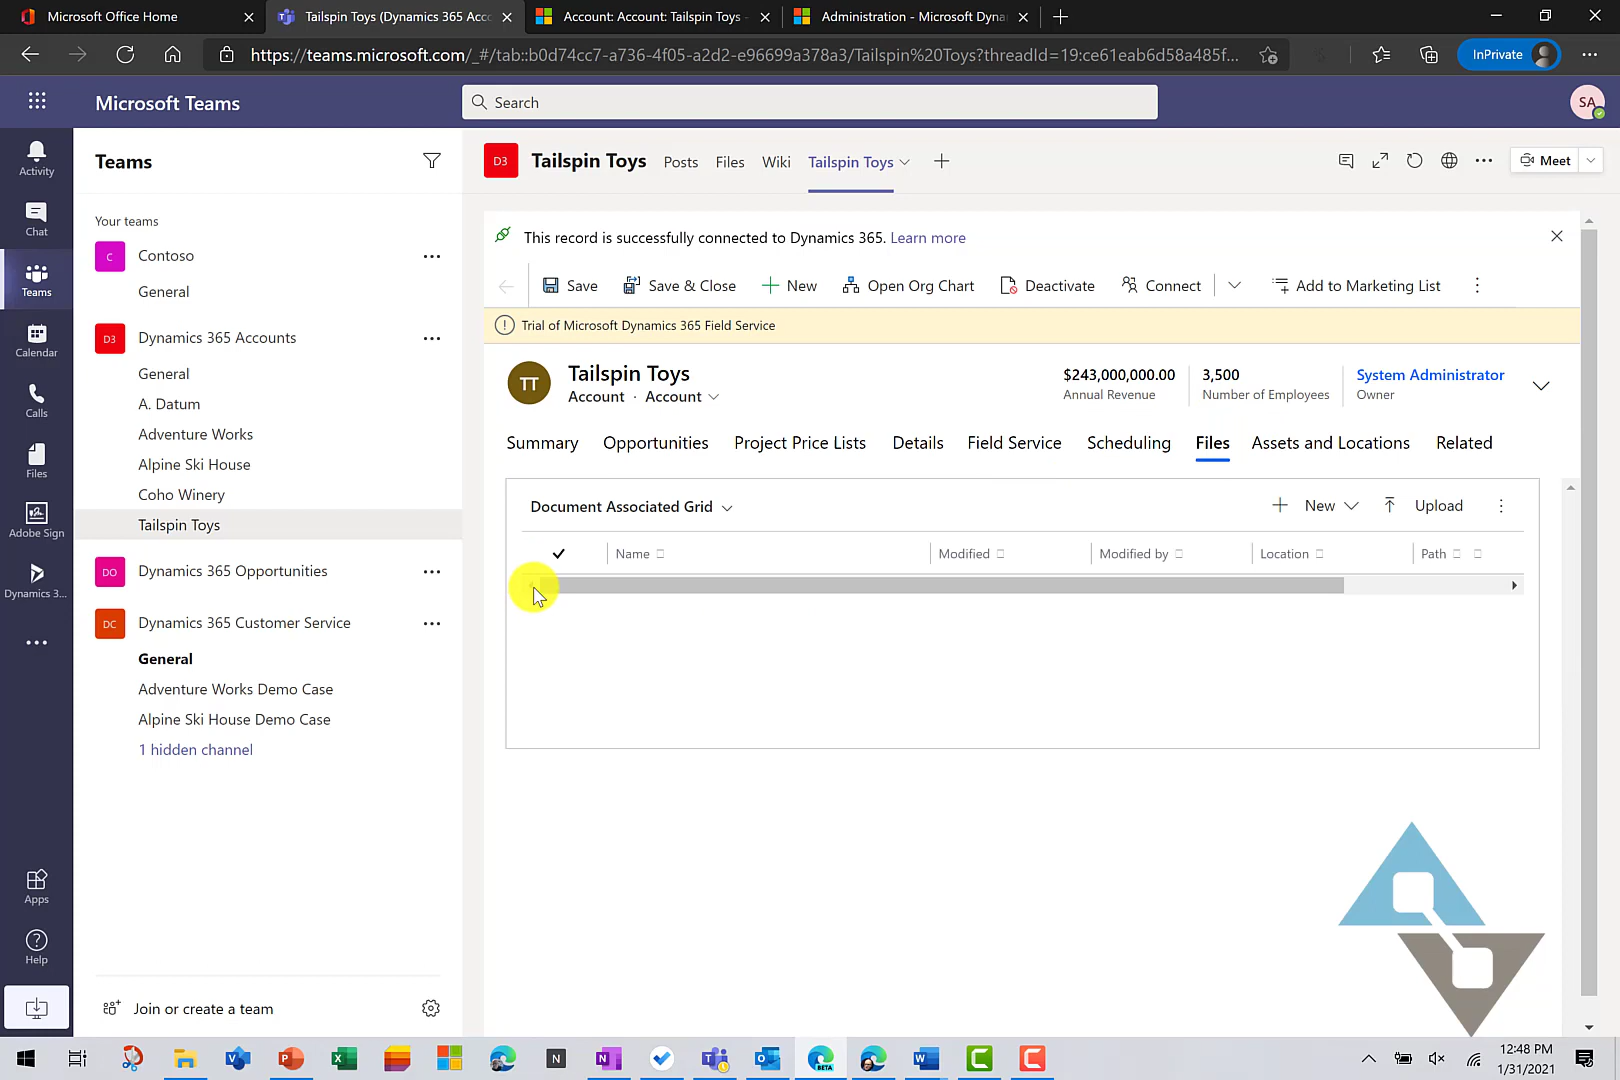 Microsoft Office Home
Tailspin Toys (Dynamics 365 Acc
Account: Account: Tailspin Toys -
Administration - Microsoft Dyna
https://teams.microsoft.com/_#/tab::b0d74cc7-a736-4f05-a2d2-e96699a378a3/Tailspin%20Toys?threadId=19:ce61eab6d58a485f...
InPrivate
Microsoft Teams
Search
SA
Activity
Chat
Teams
Calendar
Calls
Files
Adobe Sign
Dynamics 3...
Apps
Help
Teams
Your teams
C
Contoso
General
D3
Dynamics 365 Accounts
General
A. Datum
Adventure Works
Alpine Ski House
Coho Winery
Tailspin Toys
DO
Dynamics 365 Opportunities
DC
Dynamics 365 Customer Service
General
Adventure Works Demo Case
Alpine Ski House Demo Case
1 hidden channel
Join or create a team
D3
Tailspin Toys
Posts
Files
Wiki
Tailspin Toys
Meet
This record is successfully connected to Dynamics 365. Learn more
Save
Save & Close
New
Open Org Chart
Deactivate
Connect
Add to Marketing List
Trial of Microsoft Dynamics 365 Field Service
TT
Tailspin Toys
Account · Account
$243,000,000.00
Annual Revenue
3,500
Number of Employees
System Administrator
Owner
Summary
Opportunities
Project Price Lists
Details
Field Service
Scheduling
Files
Assets and Locations
Related
Document Associated Grid
New
Upload
Name
Modified
Modified by
Location
Path
N
BETA
12:48 PM
1/31/2021